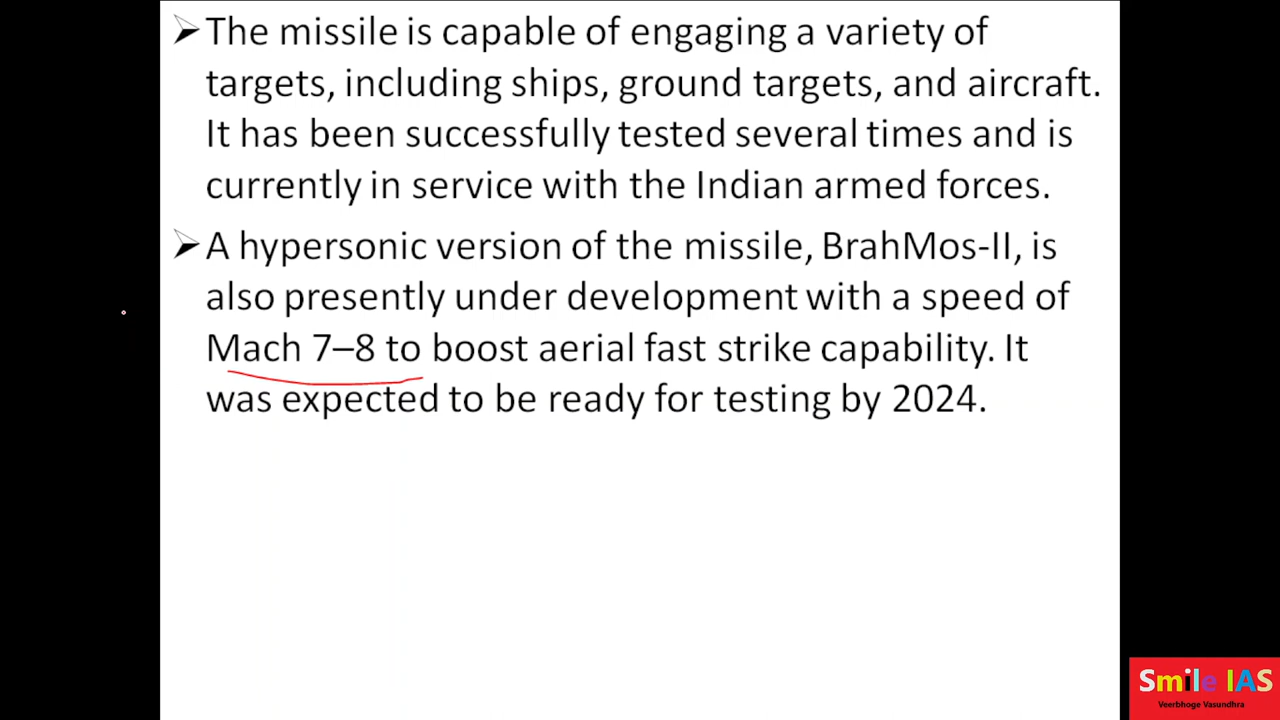 ➢The missile is capable of engaging a variety of
targets, including ships, ground targets, and aircraft.
It has been successfully tested several times and is
currently in service with the Indian armed forces.
➢A hypersonic version of the missile, BrahMos-II, is
also presently under development with a speed of
Mach 7–8 to boost aerial fast strike capability. It
was expected to be ready for testing by 2024.
Smile IAS
Veerbhoge Vasundhra